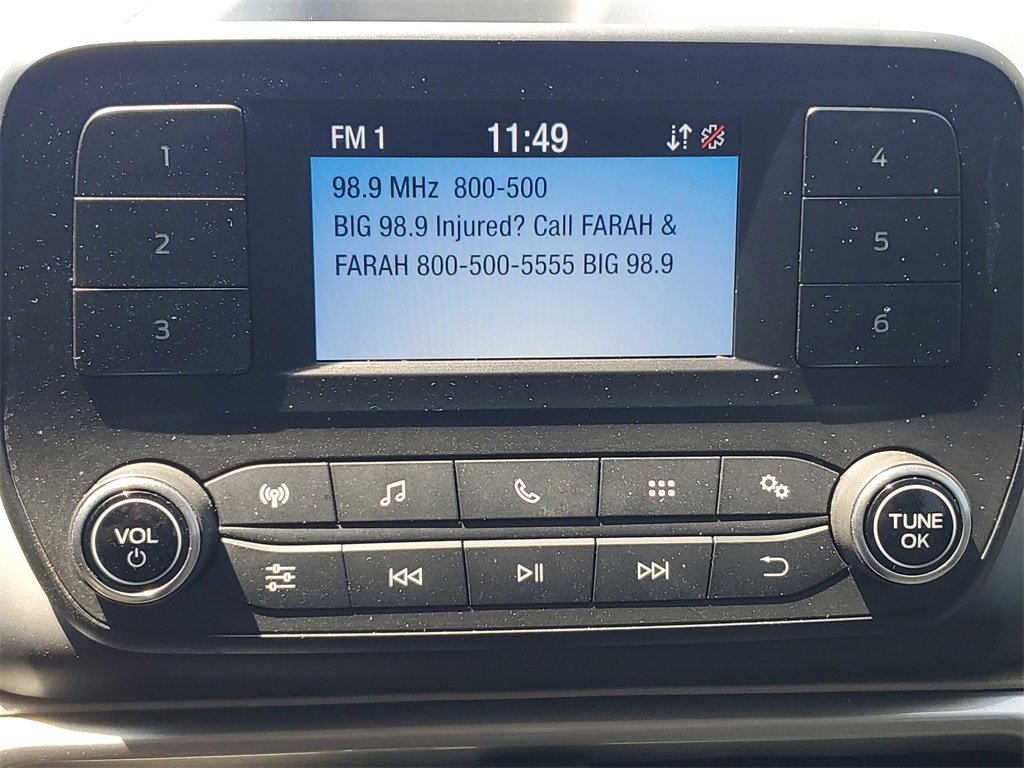 FM 1 11:49
98.9 MHz 800-500
BIG 98.9 Injured? Call FARAH &
FARAH 800-500-5555 BIG 98.9
1
2
3
4
5
6
VOL
TUNE
OK